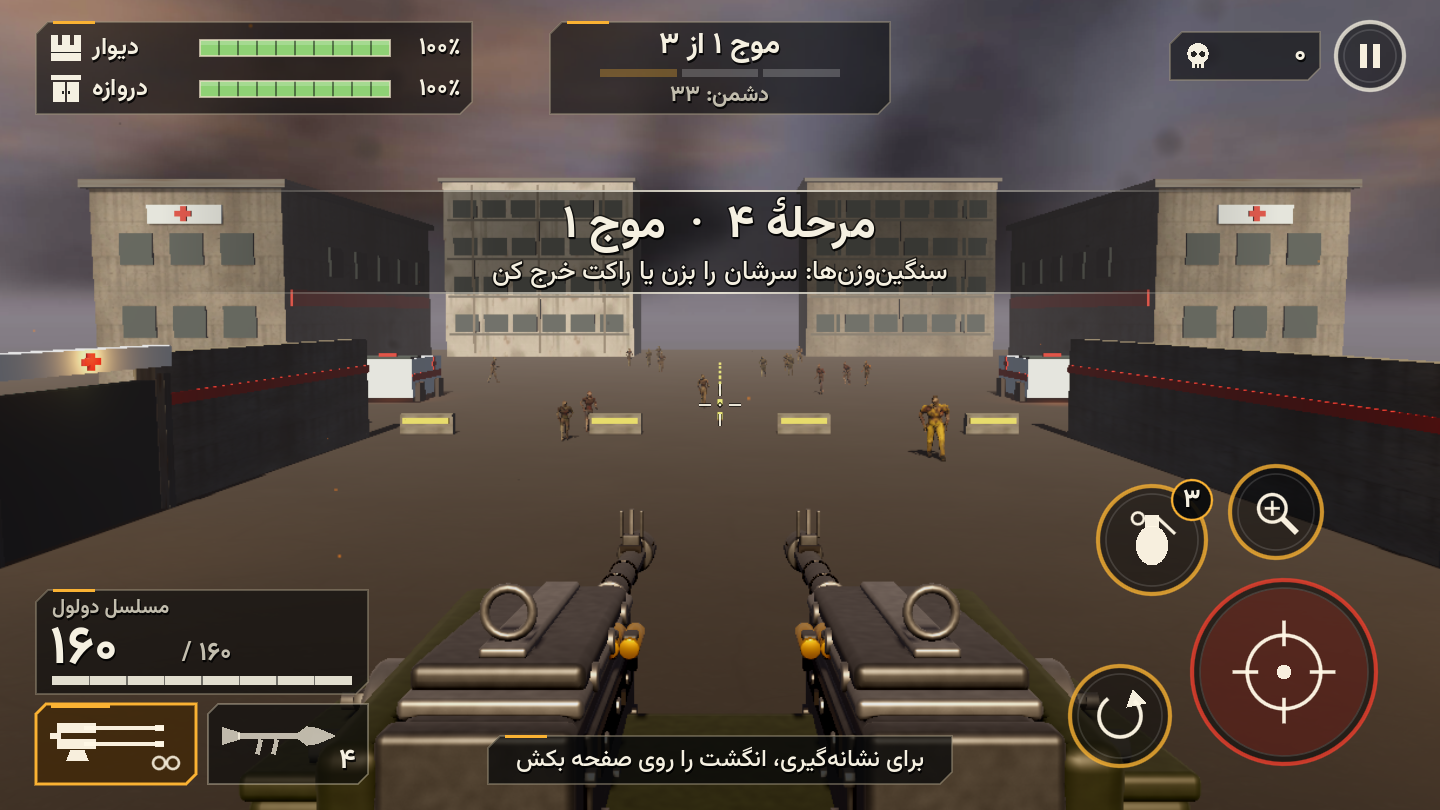 دیوار ۱۰۰٪
دروازه ۱۰۰٪
موج ۱ از ۳
دشمن: ۳۳
۰
مرحلهٔ ۴ · موج ۱
سنگین‌وزن‌ها: سرشان را بزن یا راکت خرج کن
۳
مسلسل دولول
۱۶۰ / ۱۶۰
∞
۴
برای نشانه‌گیری، انگشت را روی صفحه بکش